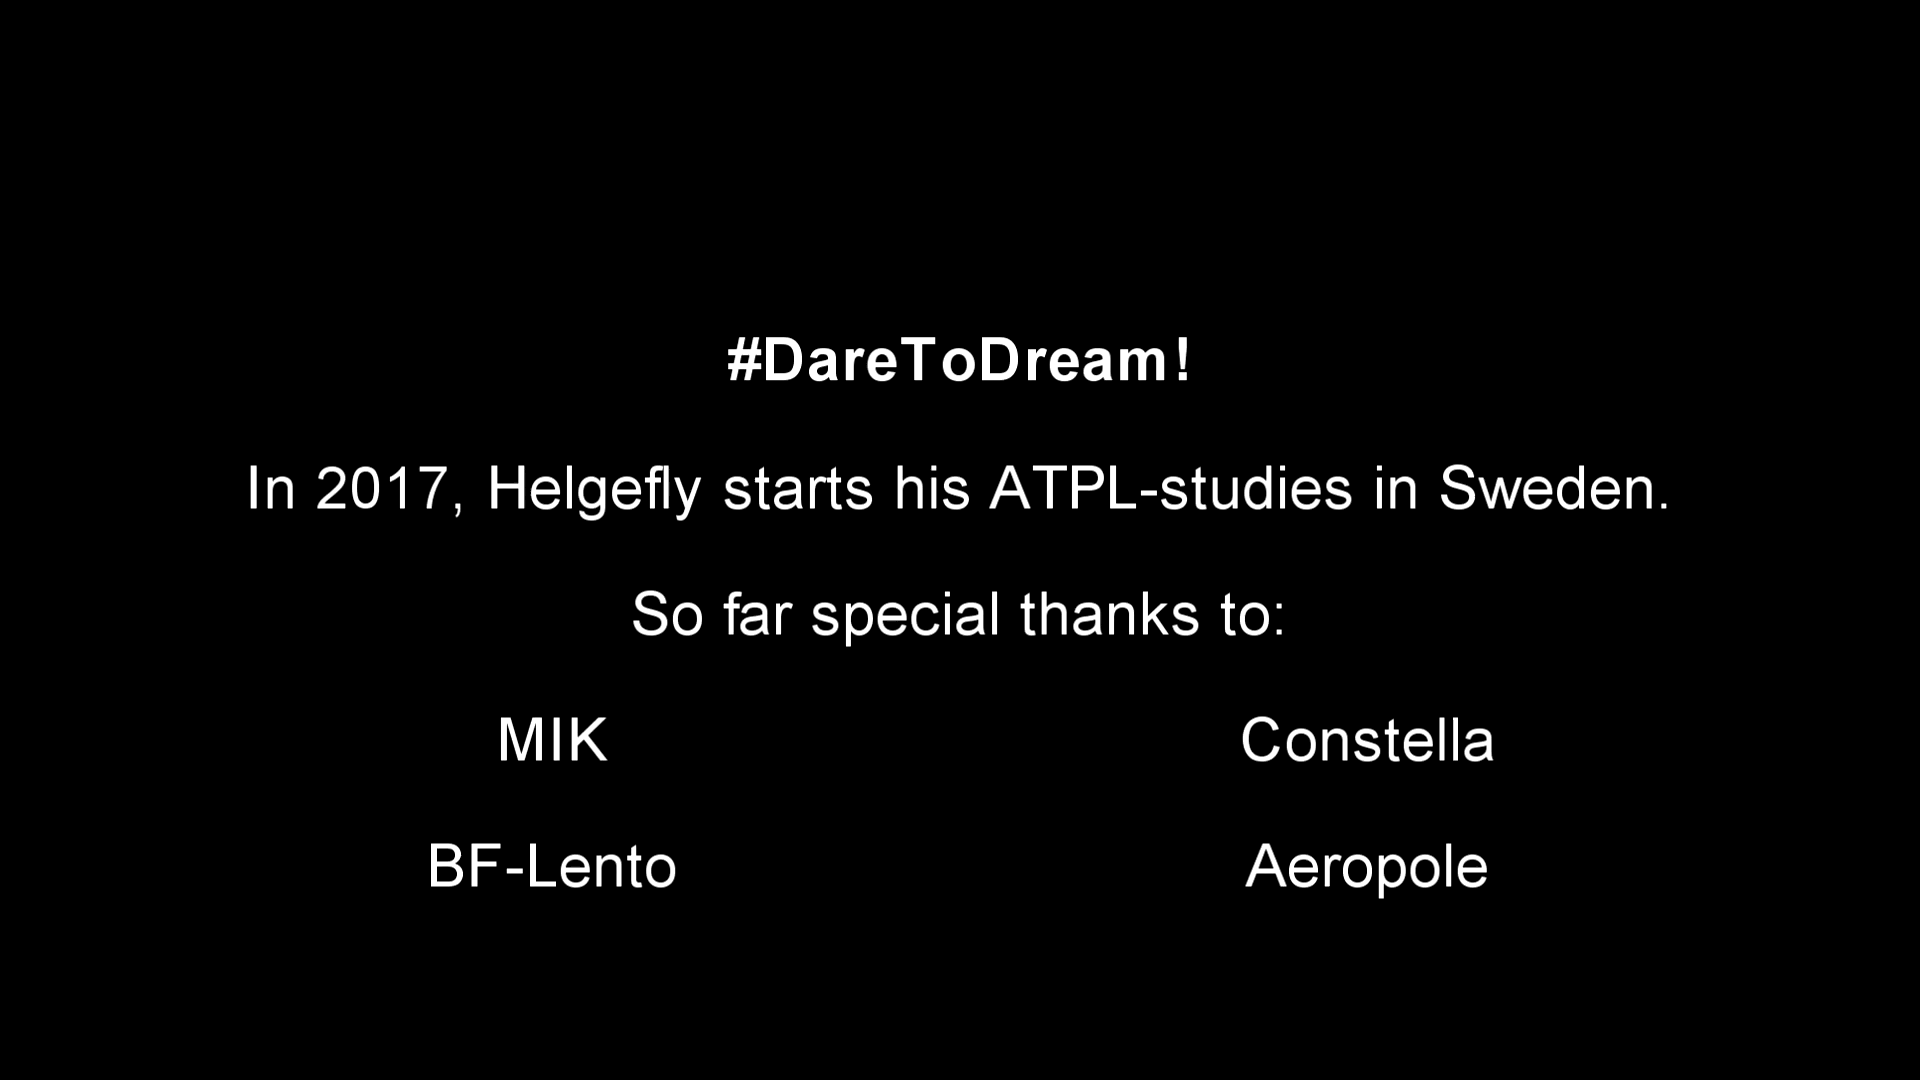 #DareToDream!
In 2017, Helgefly starts his ATPL-studies in Sweden.
So far special thanks to:
MIK Constella
BF-Lento Aeropole